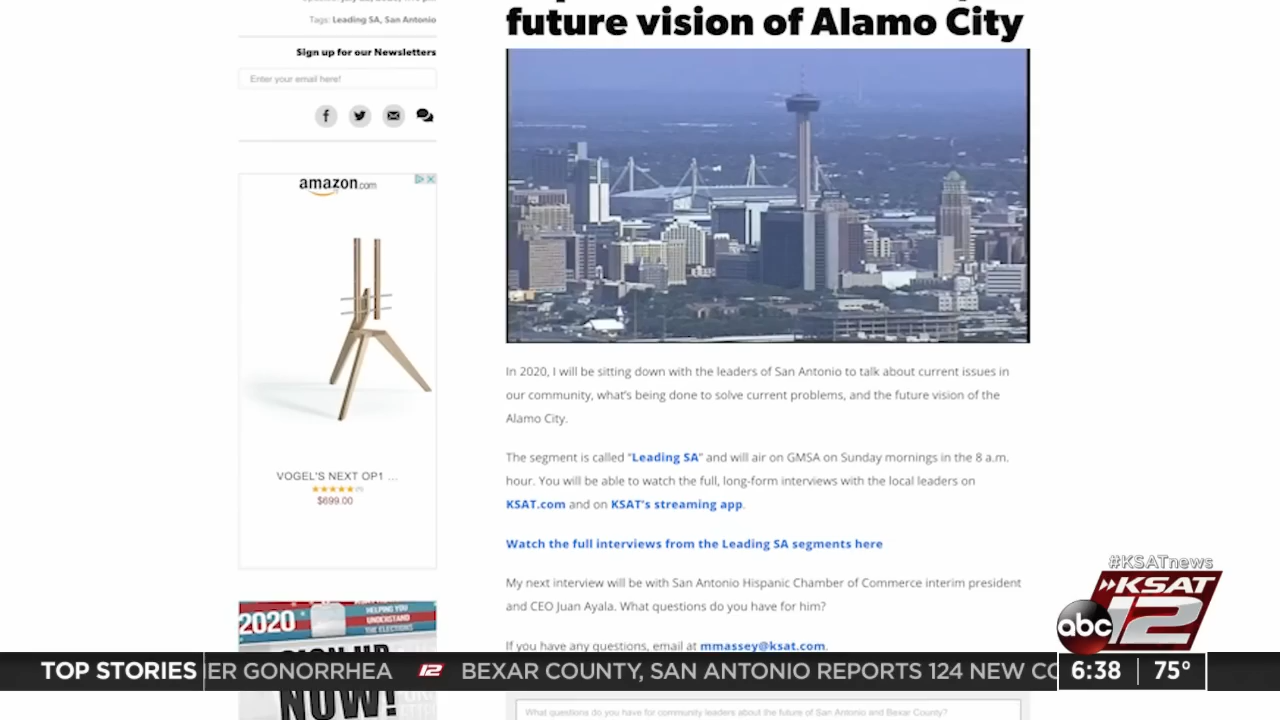 Tags: Leading SA, San Antonio
Sign up for our Newsletters
Enter your email here!
amazon.com
VOGEL'S NEXT OP1 ...
$699.00
2020
HELPING YOU
UNDERSTAND
THE ELECTIONS
SIGN UP
NOW!
future vision of Alamo City
In 2020, I will be sitting down with the leaders of San Antonio to talk about current issues in
our community, what's being done to solve current problems, and the future vision of the
Alamo City.
The segment is called "Leading SA" and will air on GMSA on Sunday mornings in the 8 a.m.
hour. You will be able to watch the full, long-form interviews with the local leaders on
KSAT.com and on KSAT's streaming app.
Watch the full interviews from the Leading SA segments here
My next interview will be with San Antonio Hispanic Chamber of Commerce interim president
and CEO Juan Ayala. What questions do you have for him?
If you have any questions, email at mmassey@ksat.com.
What questions do you have for community leaders about the future of San Antonio and Bexar County?
#KSATnews
KSAT
abc 12
TOP STORIES ER GONORRHEA 12 BEXAR COUNTY, SAN ANTONIO REPORTS 124 NEW CO
6:38 75°